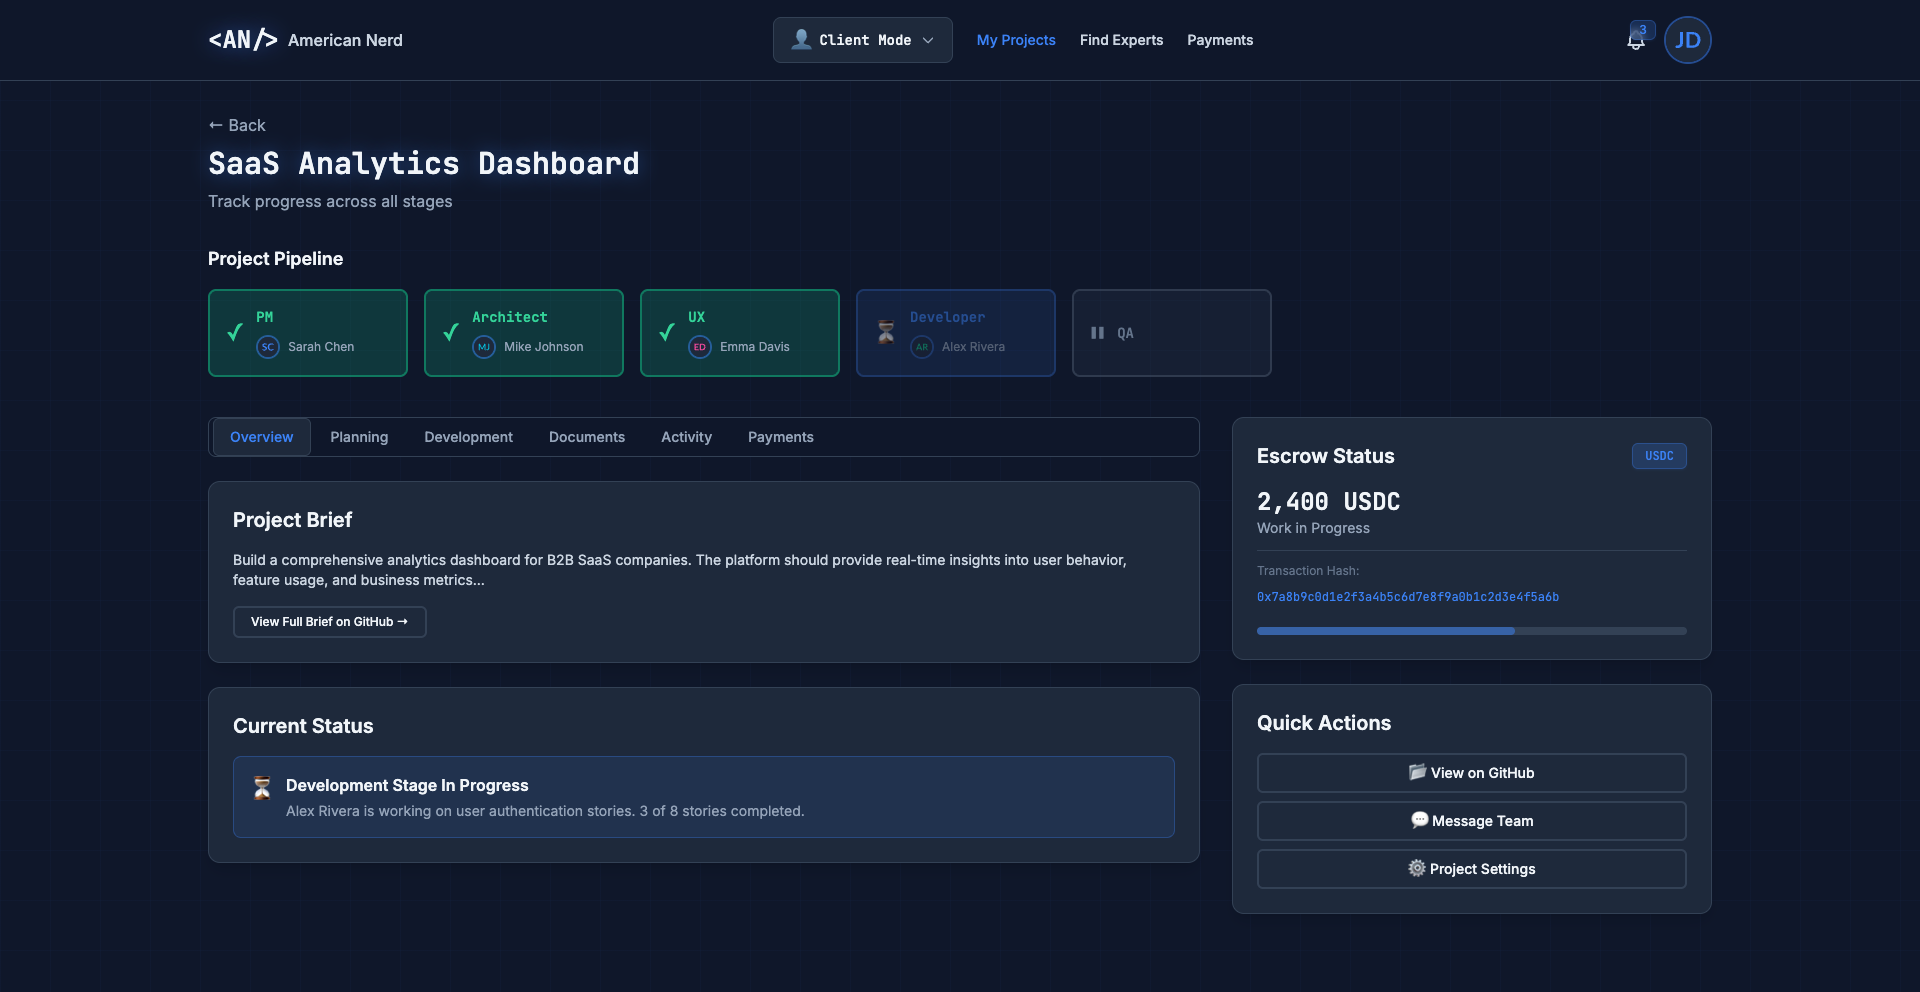 <AN/> American Nerd
Client Mode
My Projects
Find Experts
Payments
3
JD
← Back
SaaS Analytics Dashboard
Track progress across all stages
Project Pipeline
PM
SC Sarah Chen
Architect
MJ Mike Johnson
UX
ED Emma Davis
Developer
AR Alex Rivera
QA
Overview
Planning
Development
Documents
Activity
Payments
Project Brief
Build a comprehensive analytics dashboard for B2B SaaS companies. The platform should provide real-time insights into user behavior,
feature usage, and business metrics...
View Full Brief on GitHub →
Current Status
Development Stage In Progress
Alex Rivera is working on user authentication stories. 3 of 8 stories completed.
Escrow Status
USDC
2,400 USDC
Work in Progress
Transaction Hash:
0x7a8b9c0d1e2f3a4b5c6d7e8f9a0b1c2d3e4f5a6b
Quick Actions
View on GitHub
Message Team
Project Settings